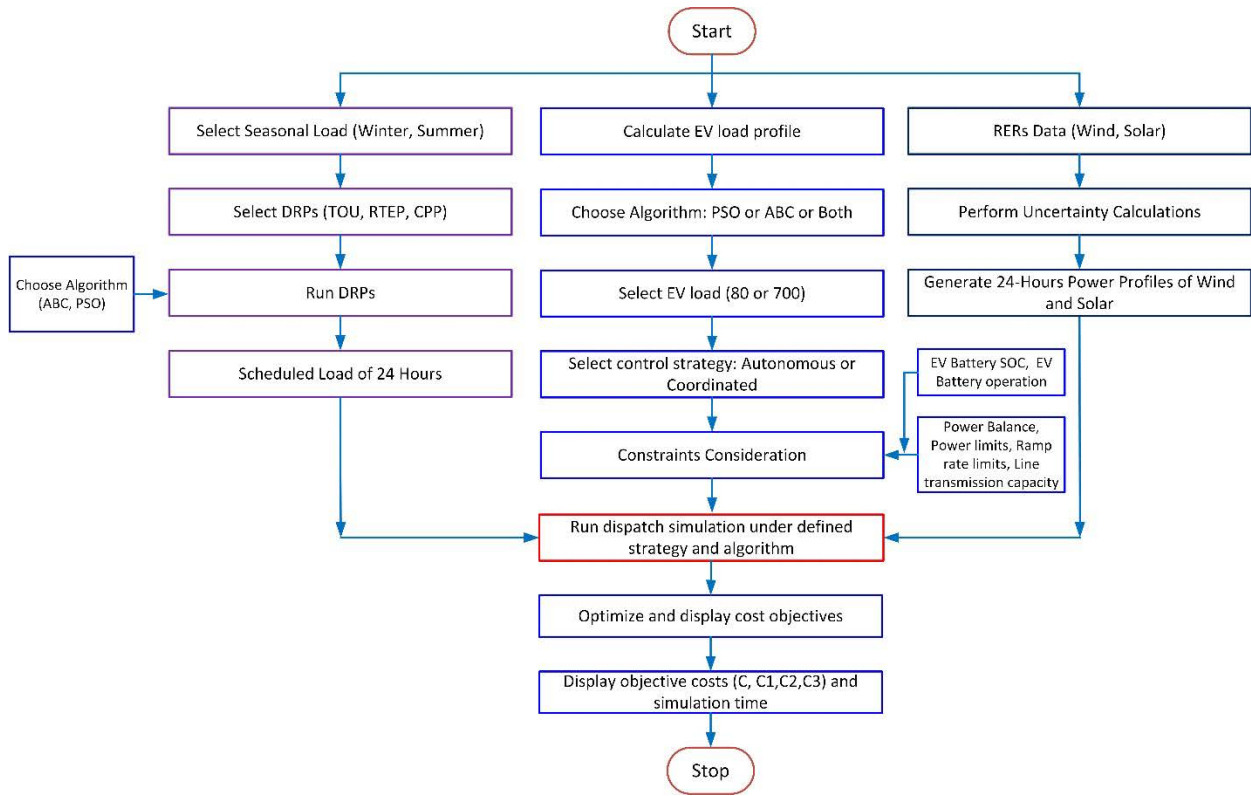 Start
Select Seasonal Load (Winter, Summer)
Calculate EV load profile
RERs Data (Wind, Solar)
Select DRPs (TOU, RTEP, CPP)
Choose Algorithm: PSO or ABC or Both
Perform Uncertainty Calculations
Choose Algorithm
(ABC, PSO)
Run DRPs
Select EV load (80 or 700)
Generate 24-Hours Power Profiles of Wind
and Solar
Scheduled Load of 24 Hours
Select control strategy: Autonomous or
Coordinated
EV Battery SOC, EV
Battery operation
Constraints Consideration
Power Balance,
Power limits, Ramp
rate limits, Line
transmission capacity
Run dispatch simulation under defined
strategy and algorithm
Optimize and display cost objectives
Display objective costs (C, C1,C2,C3) and
simulation time
Stop